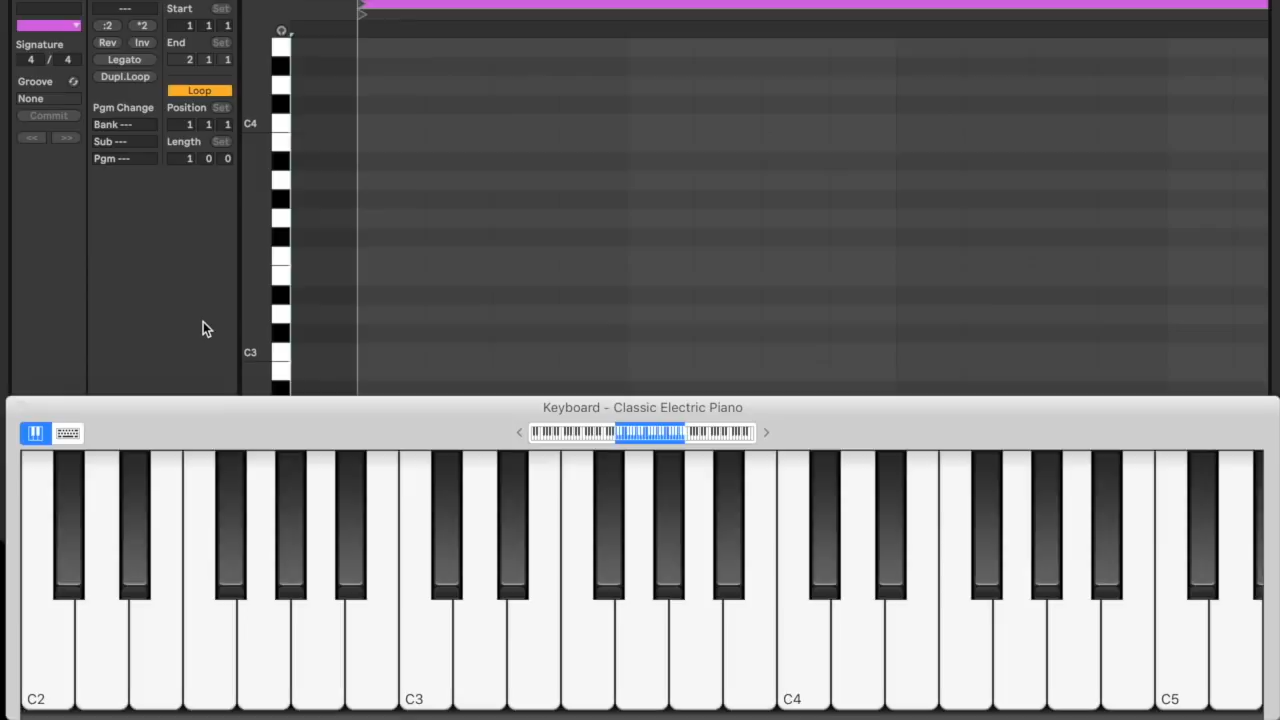 --- Start Set
:2 *2 1 1 1
Signature Rev Inv End Set
4 / 4 Legato 2 1 1
Groove Dupl.Loop
None Loop
Commit Pgm Change Position Set
<< >> Bank --- 1 1 1
Sub --- Length Set
Pgm --- 1 0 0
C4
C3
Keyboard - Classic Electric Piano
C2 C3 C4 C5